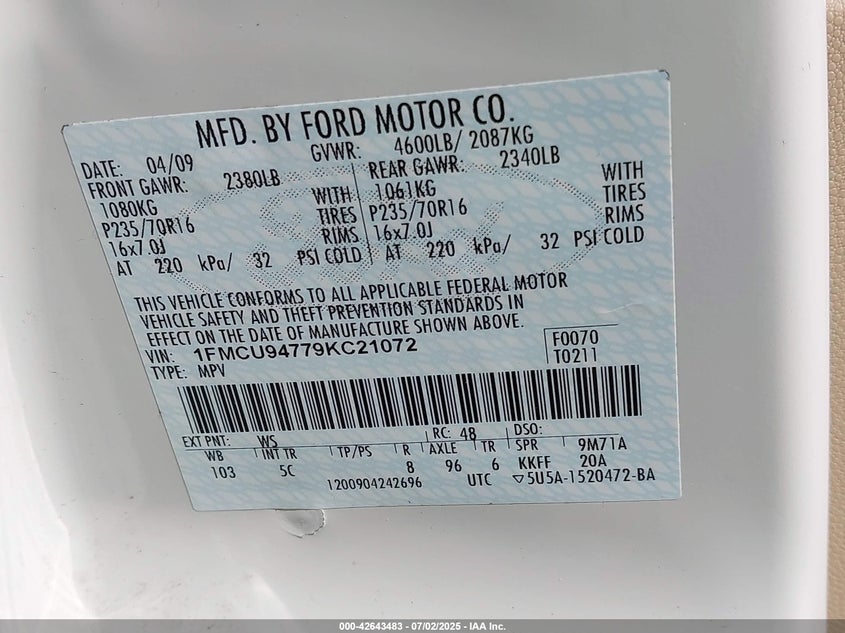 MFD. BY FORD MOTOR CO.
DATE: 04/09 GVWR: 4600LB/ 2087KG
FRONT GAWR: 2380LB REAR GAWR: 2340LB
1080KG WITH 1061KG WITH
P235/70R16 TIRES P235/70R16 TIRES
16x7.0J RIMS 16x7.0J RIMS
AT 220 kPa/ 32 PSI COLD AT 220 kPa/ 32 PSI COLD
THIS VEHICLE CONFORMS TO ALL APPLICABLE FEDERAL MOTOR
VEHICLE SAFETY AND THEFT PREVENTION STANDARDS IN
EFFECT ON THE DATE OF MANUFACTURE SHOWN ABOVE.
VIN: 1FMCU94779KC21072 F0070
TYPE: MPV T0211
EXT PNT: WS RC: 48 DSO:
WB INT TR TP/PS R AXLE TR SPR 9M71A
103 5C 8 96 6 KKFF 20A
1200904242696 UTC ▽5U5A-1520472-BA
000-42643483 - 07/02/2025 - IAA Inc.